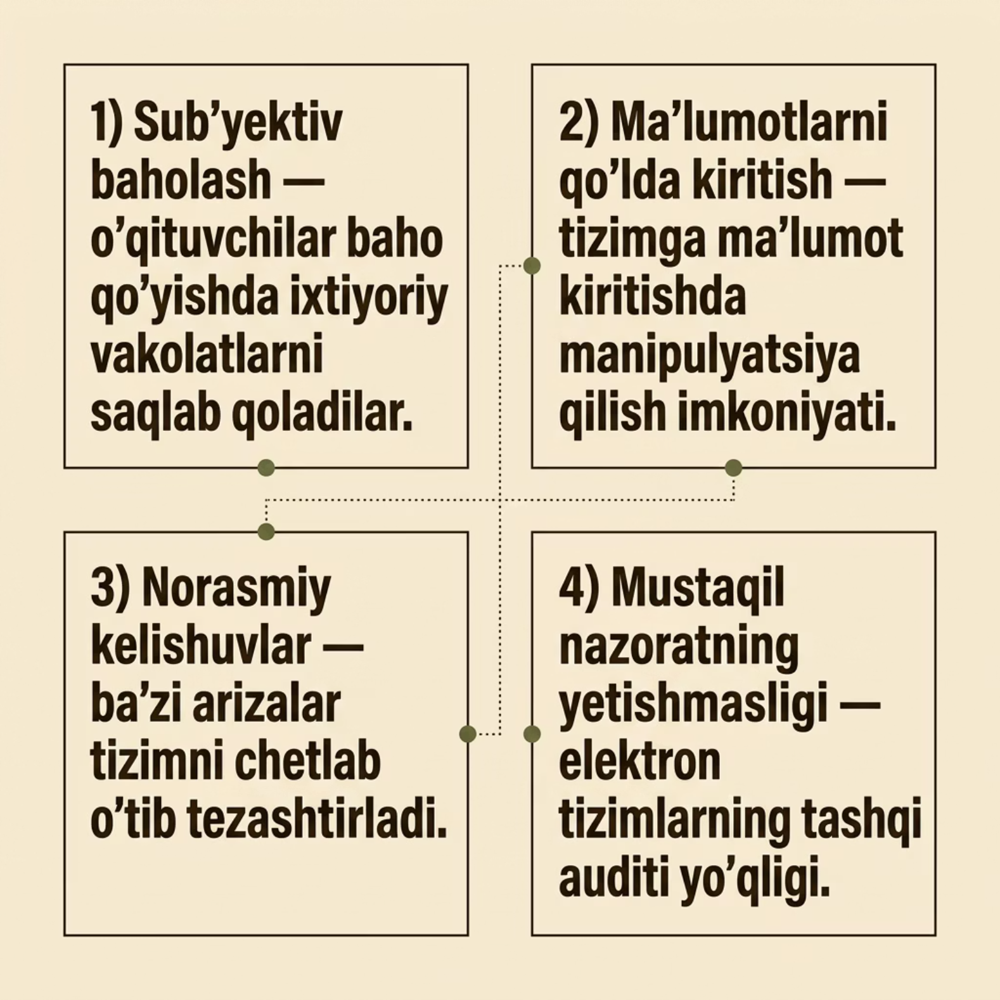 1) Sub’yektiv
baholash —
o’qituvchilar baho
qo’yishda ixtiyoriy
vakolatlarni
saqlab qoladilar.
2) Ma’lumotlarni
qo’lda kiritish —
tizimga ma’lumot
kiritishda
manipulyatsiya
qilish imkoniyati.
3) Norasmiy
kelishuvlar —
ba’zi arizalar
tizimni chetlab
o’tib tezashtirladi.
4) Mustaqil
nazoratning
yetishmasligi —
elektron
tizimlarning tashqi
auditi yo’qligi.